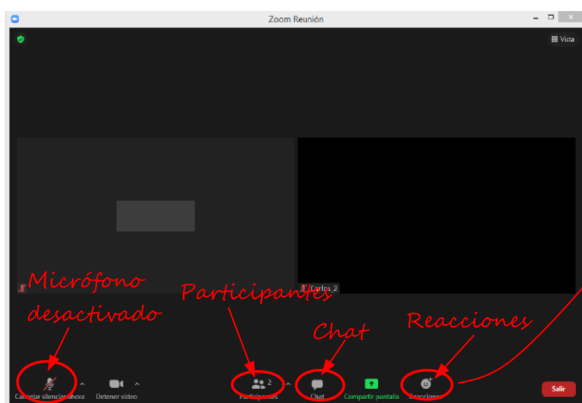 Zoom Reunión
Vista
Carlos_2
Micrófono
desactivado
Participantes
Chat
Reacciones
2
Cancelar silenciar ahora
Detener video
Participantes
Chat
Compartir pantalla
Reacciones
Salir